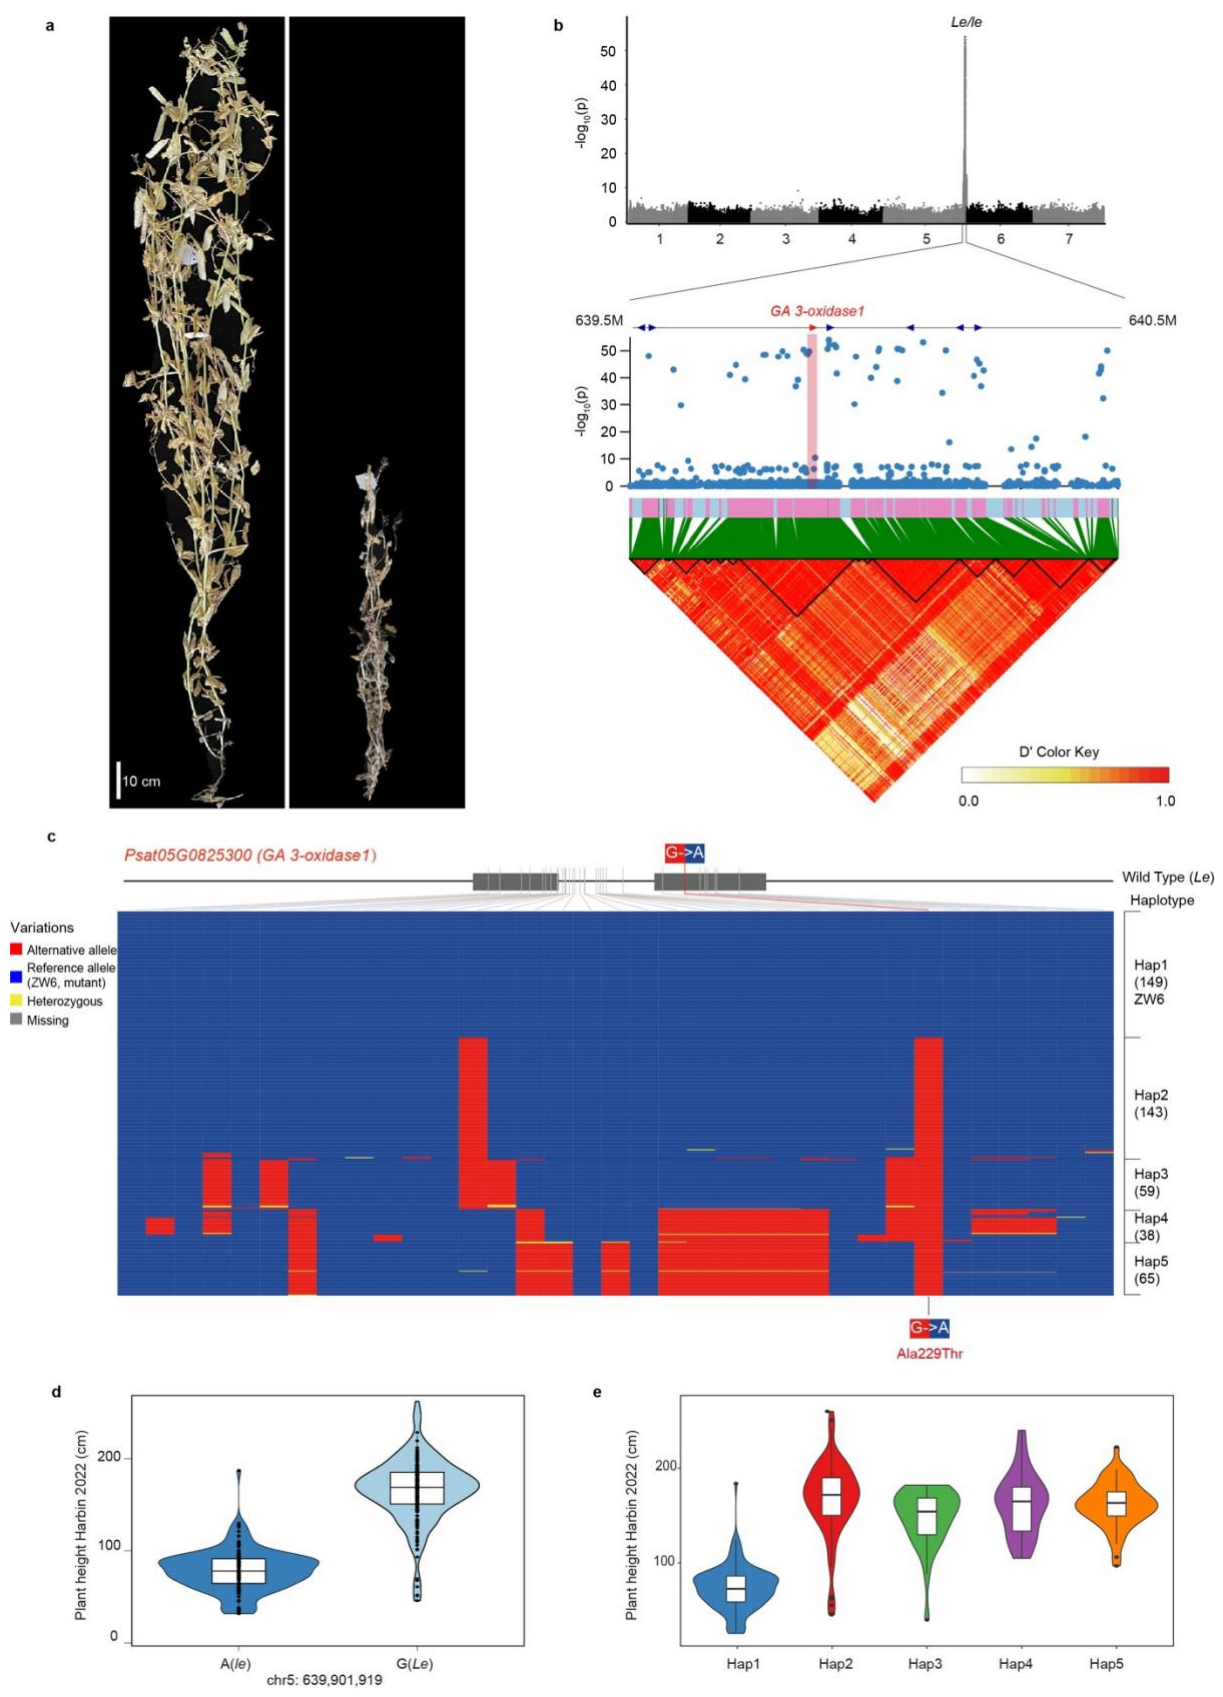 a
10 cm
b
Le/le
-log10(p)
50
40
30
20
10
0
1 2 3 4 5 6 7
GA 3-oxidase1
639.5M
640.5M
-log10(p)
50
40
30
20
10
0
D' Color Key
0.0 1.0
c
Psat05G0825300 (GA 3-oxidase1)
G->A
Wild Type (Le)
Haplotype
Variations
Alternative allele
Reference allele
(ZW6, mutant)
Heterozygous
Missing
Hap1
(149)
ZW6
Hap2
(143)
Hap3
(59)
Hap4
(38)
Hap5
(65)
G->A
Ala229Thr
d
Plant height Harbin 2022 (cm)
200
100
0
A(le) G(Le)
chr5: 639,901,919
e
Plant height Harbin 2022 (cm)
200
100
Hap1 Hap2 Hap3 Hap4 Hap5